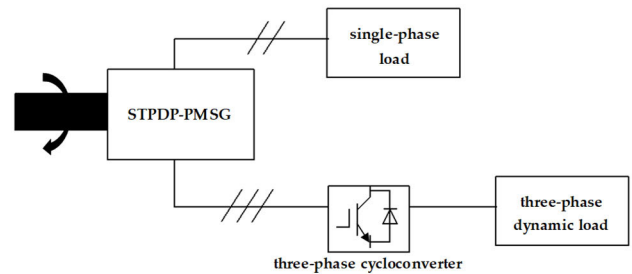 single-phase
load
STPDP-PMSG
three-phase
dynamic load
three-phase cycloconverter